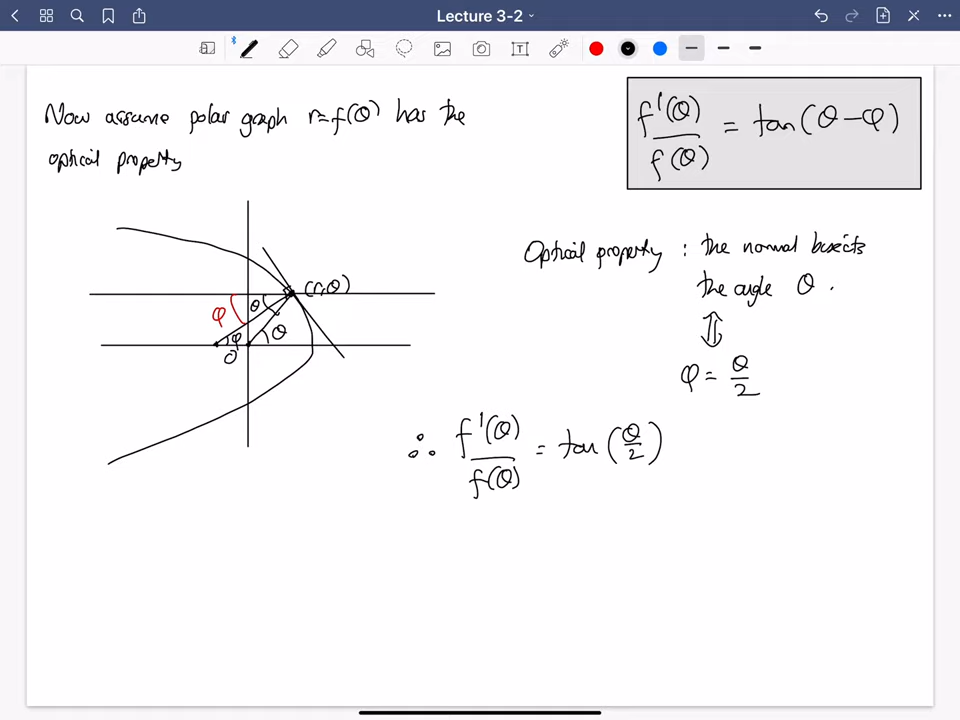 Lecture 3-2
Now assume polar graph r=f(θ) has the
optical property
f'(θ)/f(θ) = tan(θ-φ)
Optical property : the normal bisects
the angle θ .
⇕
φ = θ/2
(r,θ)
φ
θ
φ
θ
O
∴ f'(θ)/f(θ) = tan(θ/2)